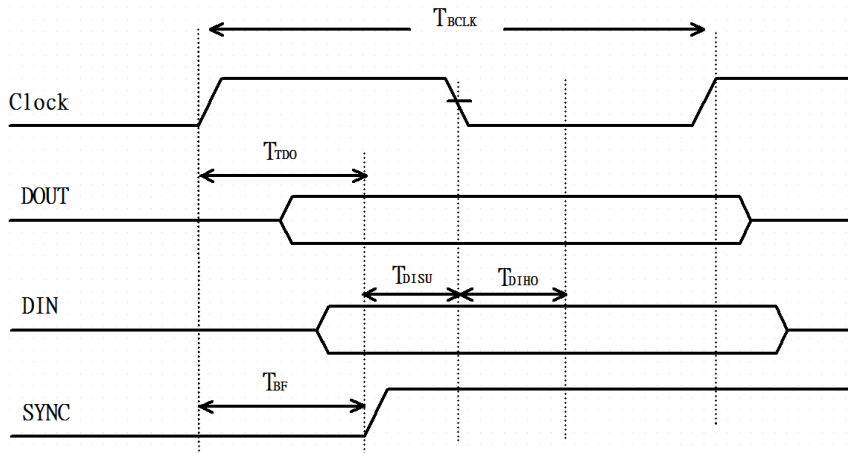 TBCLK
Clock
TTDO
DOUT
TDISU
TDIHO
DIN
TBF
SYNC